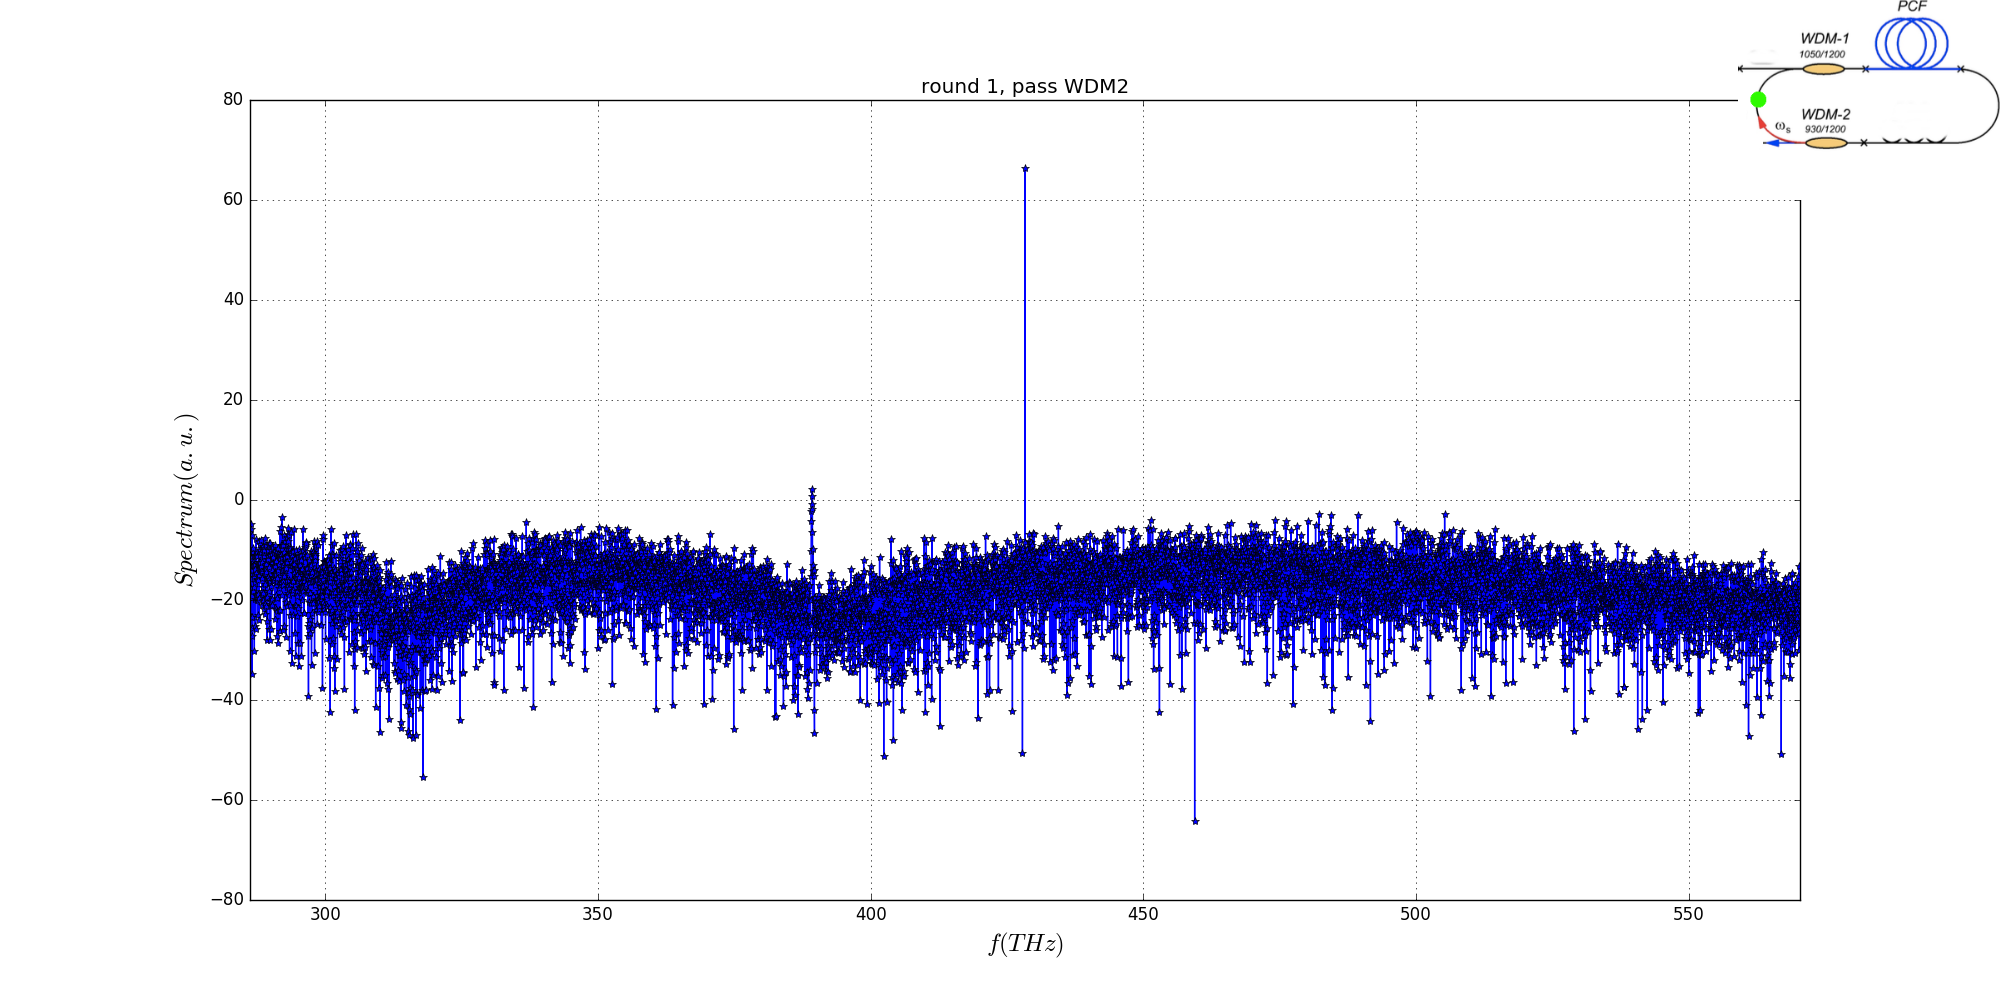 PCF
WDM-1
1050/1200
round 1, pass WDM2
WDM-2
930/1200
ωs
80
60
40
20
0
−20
−40
−60
−80
Spectrum(a. u. )
300 350 400 450 500 550
f(THz)